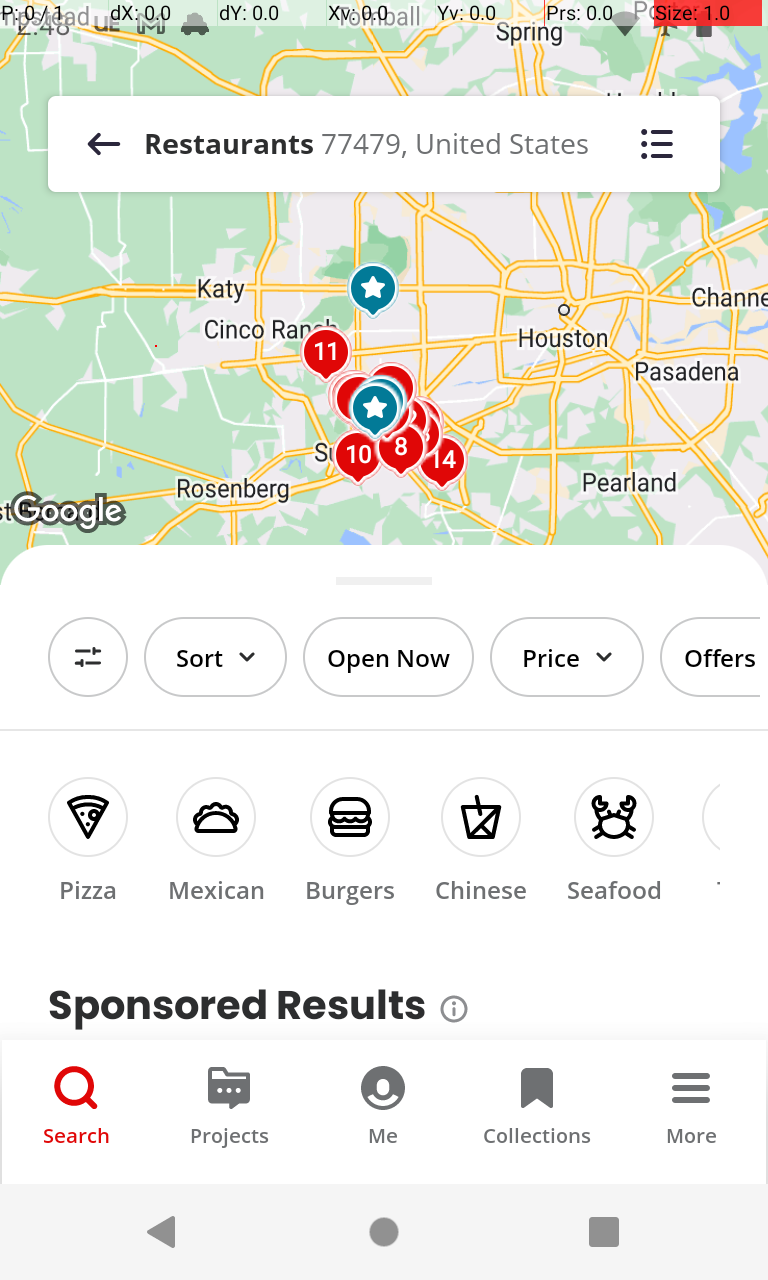 P: 0 / 1 dX: 0.0 dY: 0.0 Xv: 0.0 Yv: 0.0 Prs: 0.0 Size: 1.0
2:48 UE
Tomball
Spring
Restaurants 77479, United States
Katy
Channe
Cinco Ranch
Houston
11
Pasadena
10 8 14
Rosenberg
Pearland
Google
Sort Open Now Price Offers
Pizza Mexican Burgers Chinese Seafood
Sponsored Results
Search Projects Me Collections More